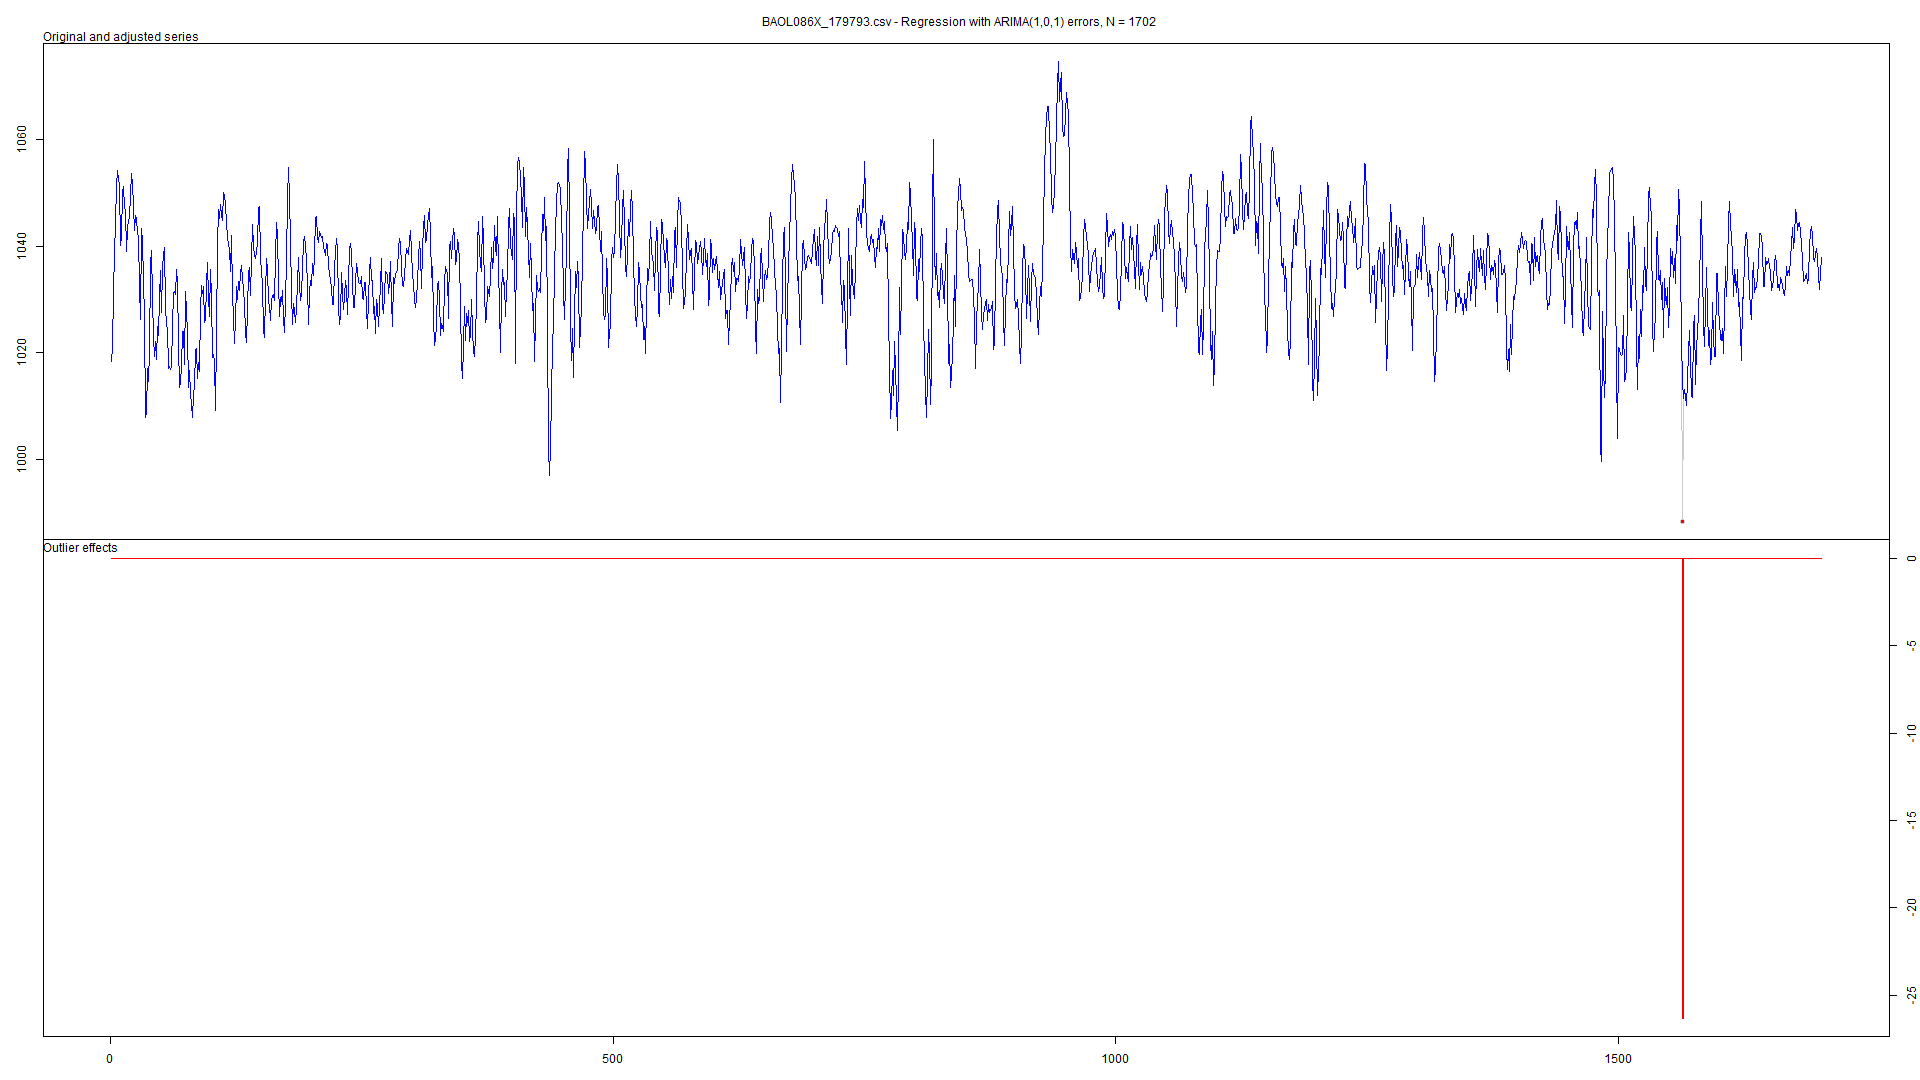 BAOL086X_179793.csv - Regression with ARIMA(1,0,1) errors, N = 1702
Original and adjusted series
1060
1040
1020
1000
Outlier effects
0
-5
-10
-15
-20
-25
0 500 1000 1500